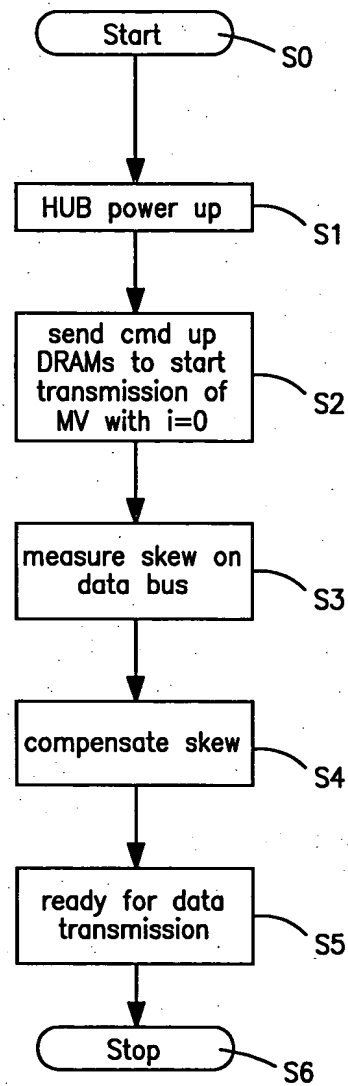 Start
S0
HUB power up
S1
send cmd up
DRAMs to start
transmission of
MV with i=0
S2
measure skew on
data bus
S3
compensate skew
S4
ready for data
transmission
S5
Stop
S6